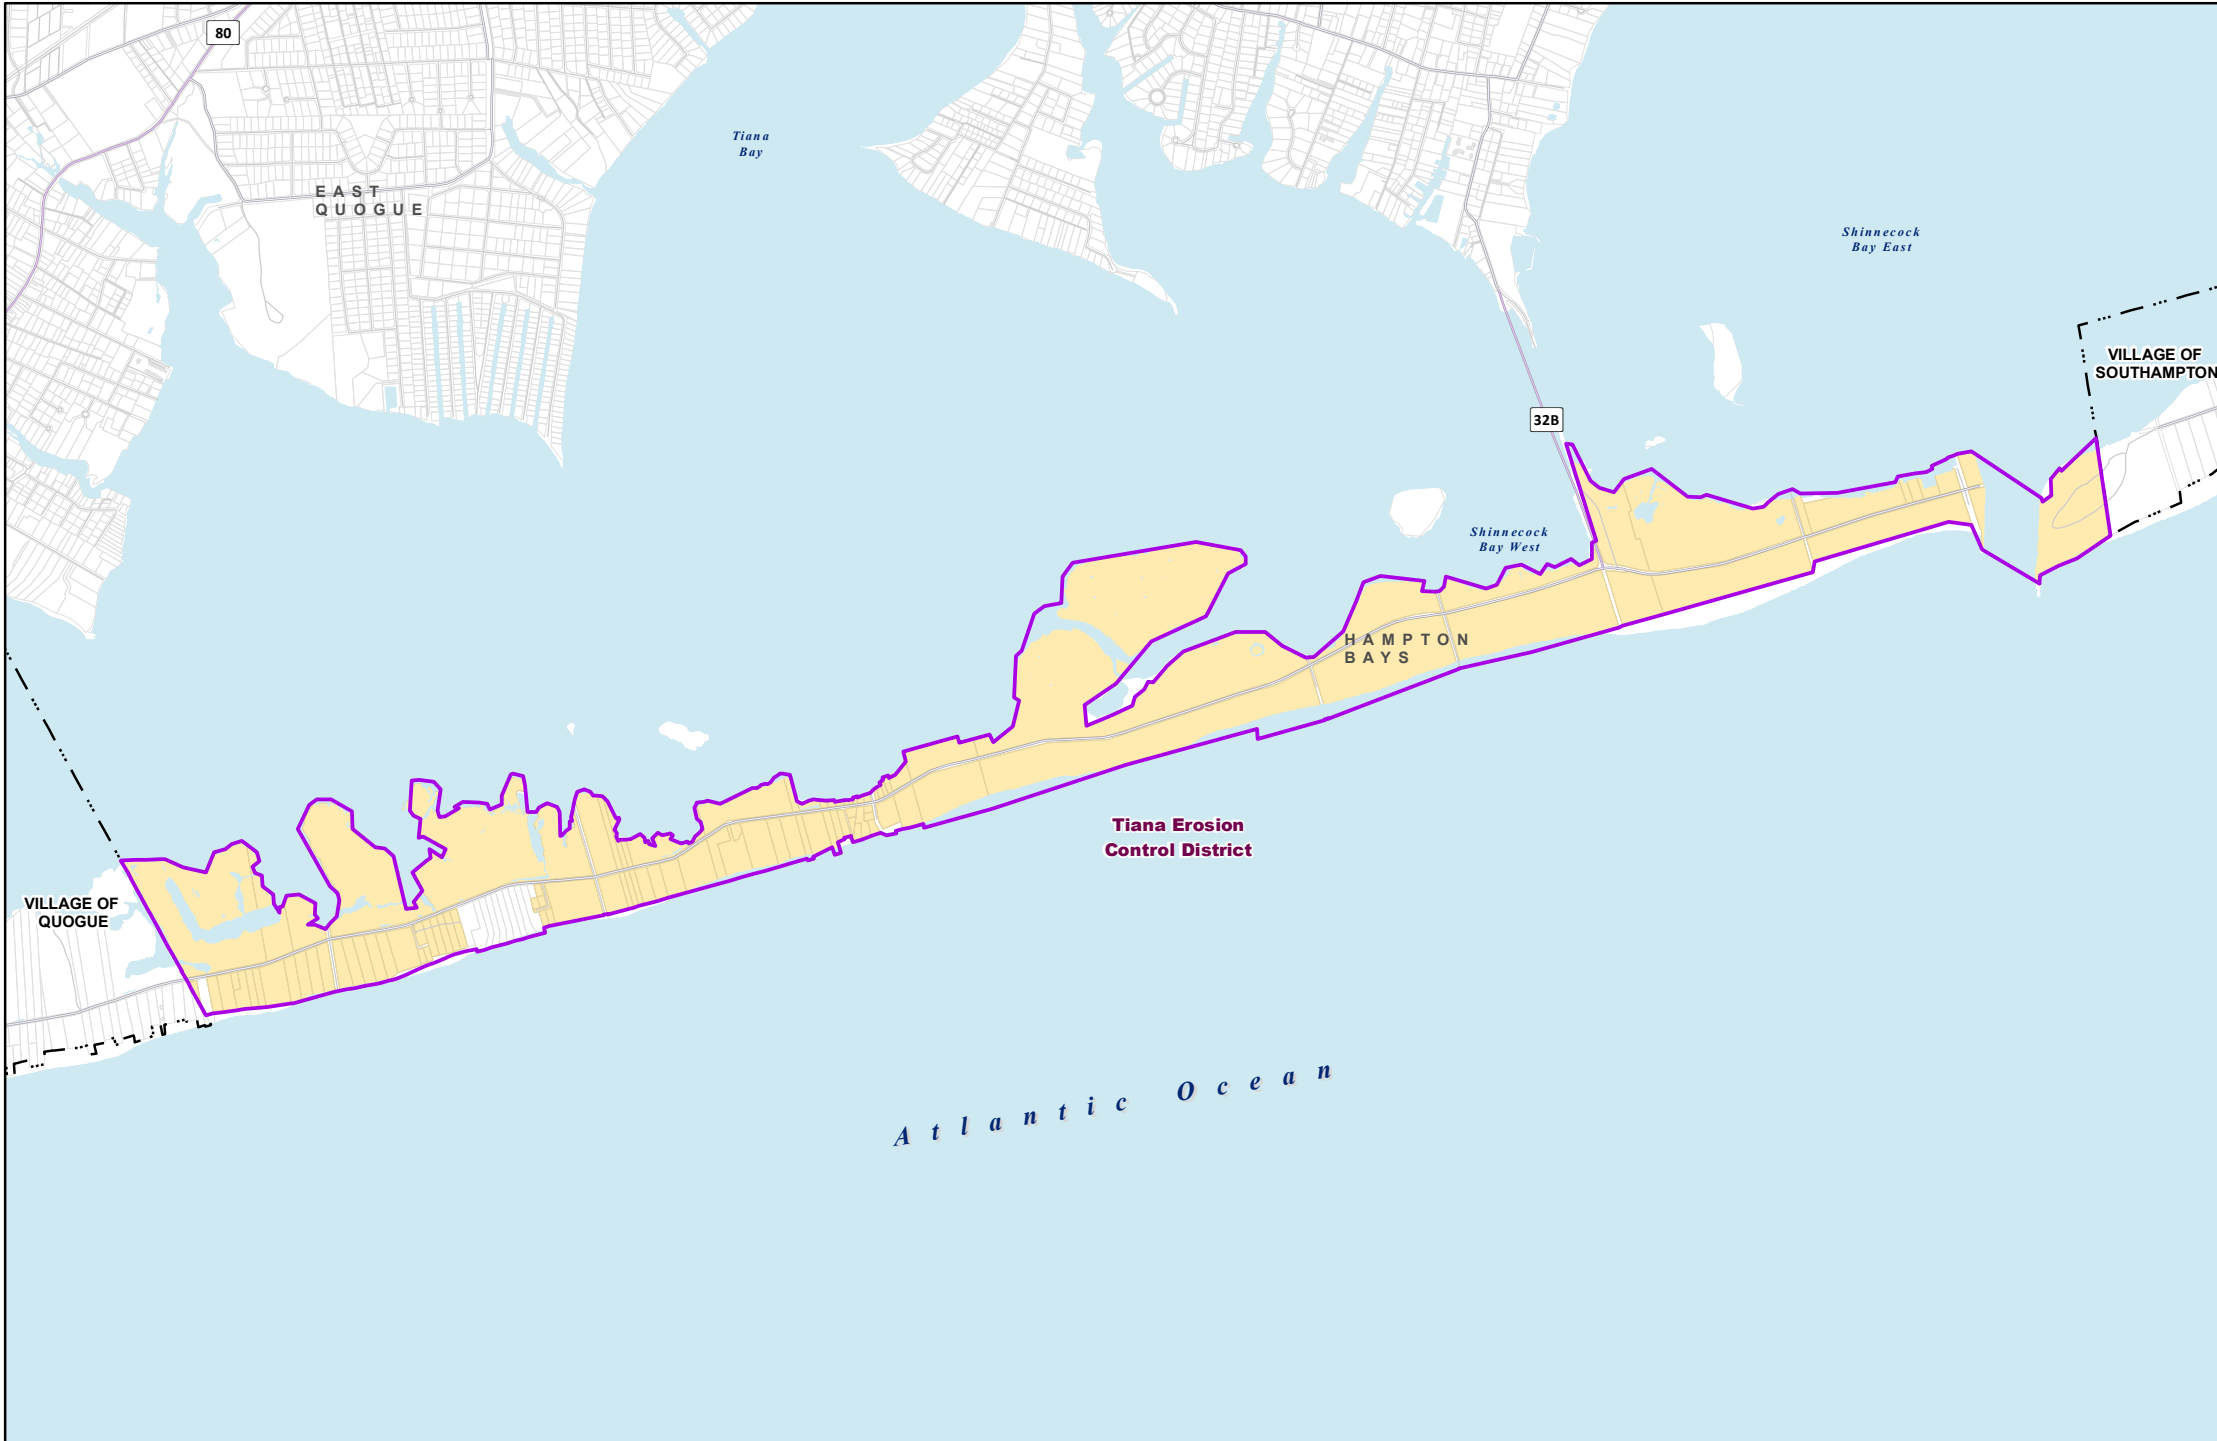 80
Tiana
Bay
EAST
QUOGUE
Shinnecock
Bay East
VILLAGE OF
SOUTHAMPTON
32B
Shinnecock
Bay West
HAMPTON
BAYS
Tiana Erosion
Control District
VILLAGE OF
QUOGUE
Atlantic Ocean